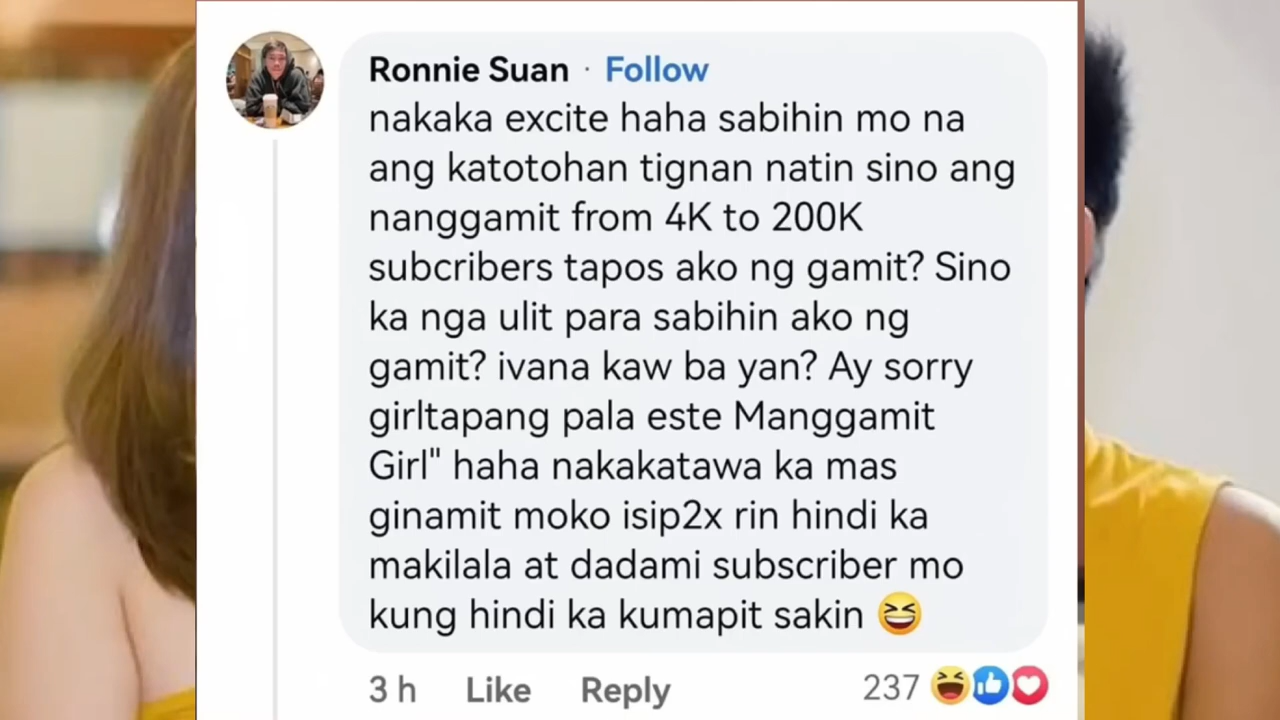 Ronnie Suan · Follow
nakaka excite haha sabihin mo na
ang katotohan tignan natin sino ang
nanggamit from 4K to 200K
subcribers tapos ako ng gamit? Sino
ka nga ulit para sabihin ako ng
gamit? ivana kaw ba yan? Ay sorry
girltapang pala este Manggamit
Girl" haha nakakatawa ka mas
ginamit moko isip2x rin hindi ka
makilala at dadami subscriber mo
kung hindi ka kumapit sakin 😆
3 h Like Reply 237